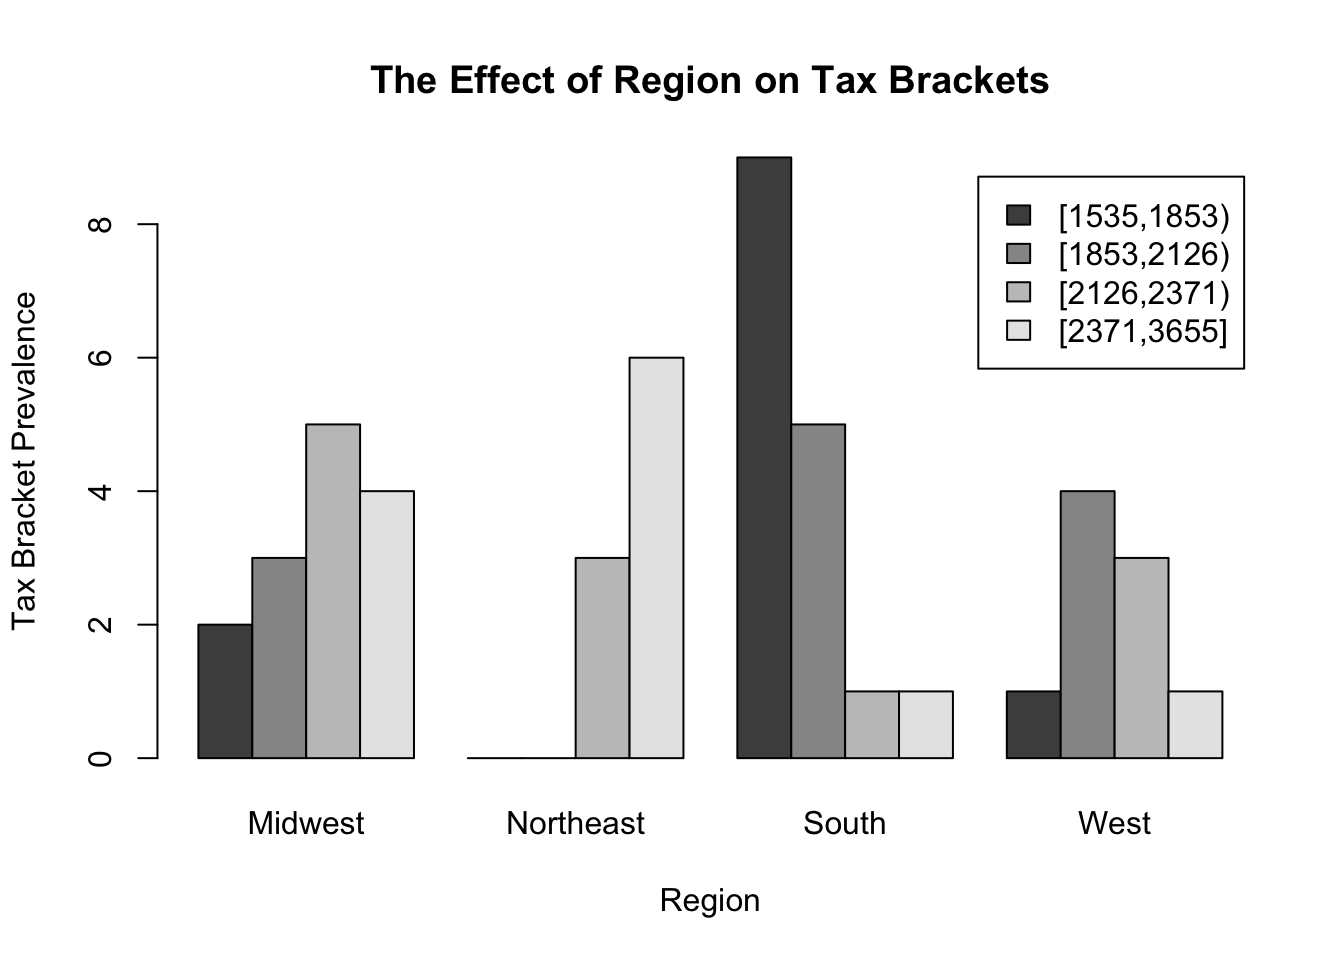 The Effect of Region on Tax Brackets
[1535,1853)
[1853,2126)
[2126,2371)
[2371,3655]
Tax Bracket Prevalence
8
6
4
2
0
Midwest Northeast South West
Region